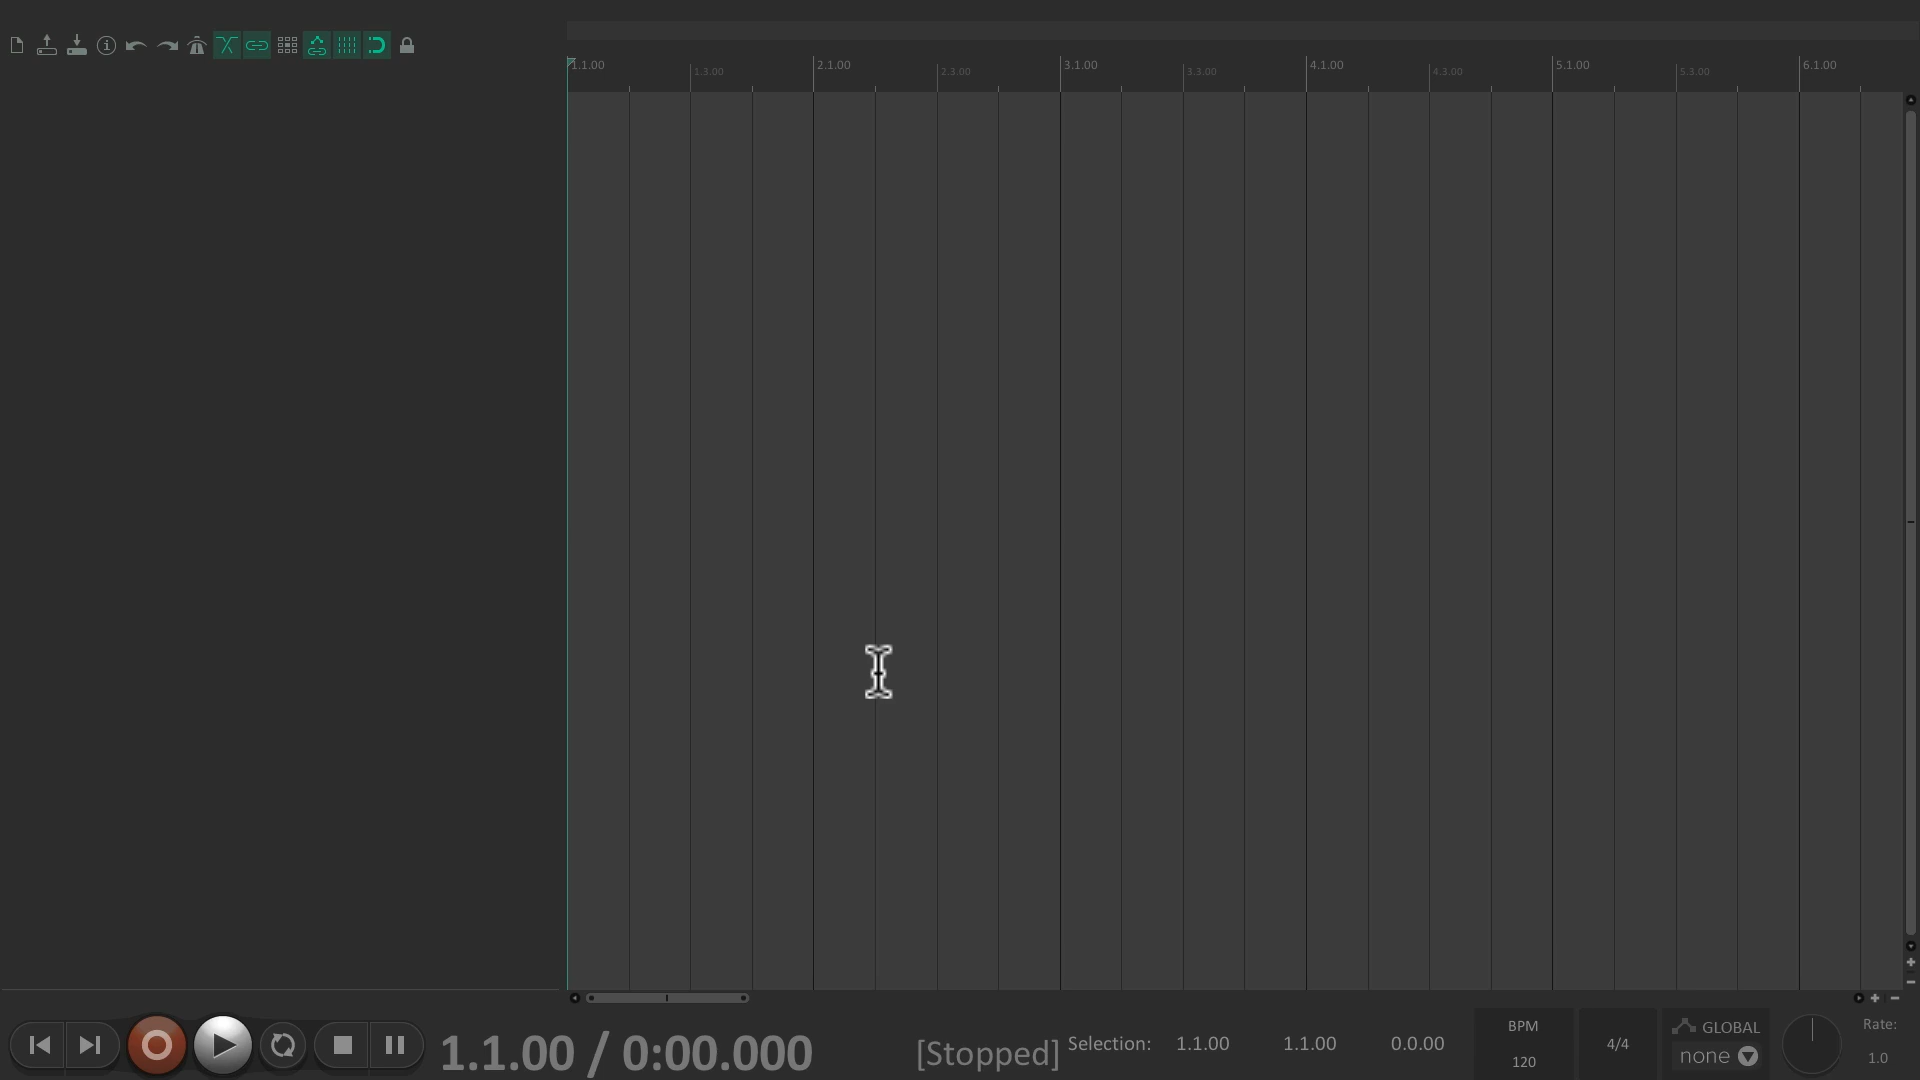 1.1.00 2.1.00 3.1.00 4.1.00 5.1.00 6.1.00
1.3.00 2.3.00 3.3.00 4.3.00 5.3.00
1.1.00 / 0:00.000 [Stopped] Selection: 1.1.00 1.1.00 0.0.00
BPM
120
4/4
GLOBAL
none
Rate:
1.0